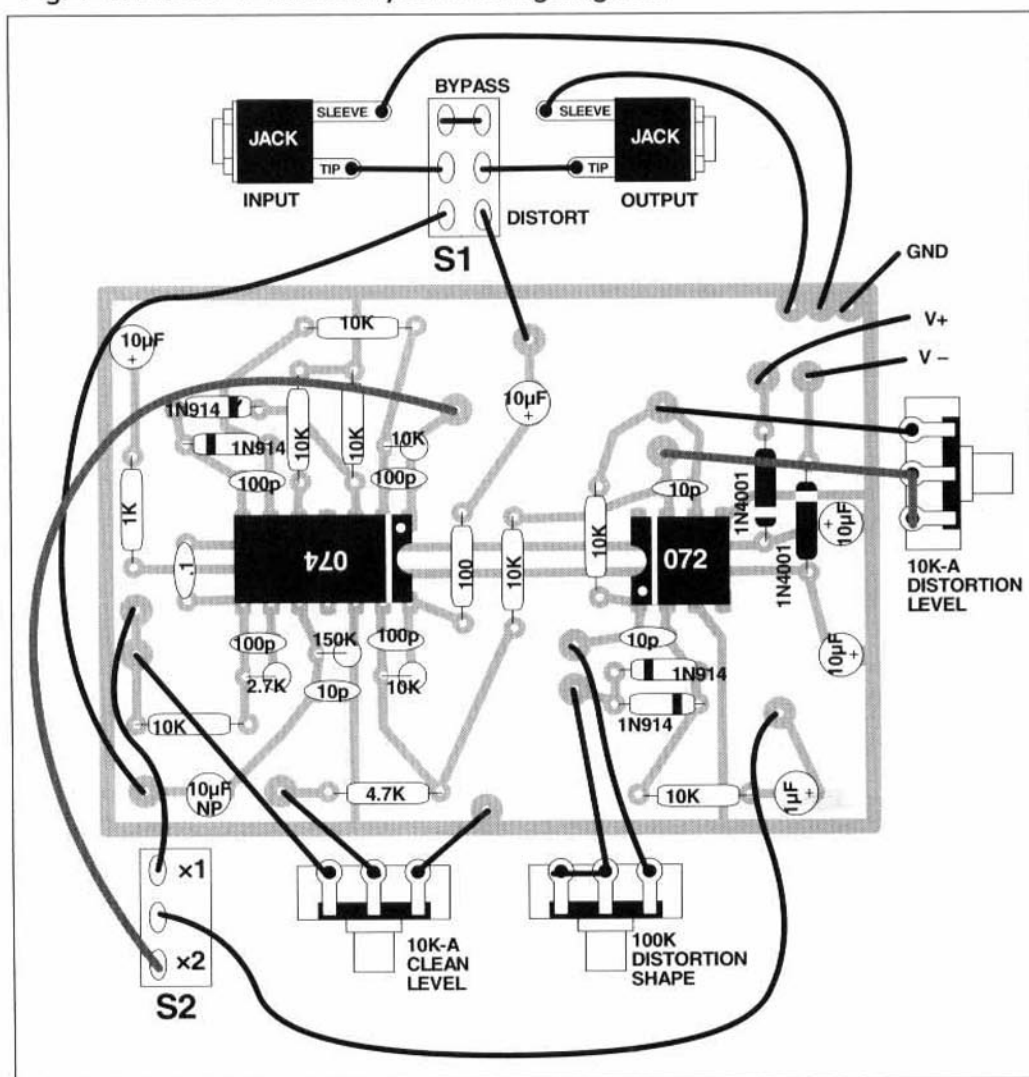 BYPASS
SLEEVE
JACK
TIP
INPUT
SLEEVE
JACK
TIP
OUTPUT
DISTORT
S1
GND
V+
V –
10µF
+
10K
1N914
1N914
10K
10K
10K
10µF
+
100p
100p
1K
.1
074
100
10K
10K
10p
072
1N4001
1N4001
+
10µF
10K-A
DISTORTION
LEVEL
100p
150K
100p
2.7K
10p
10K
10p
1N914
1N914
10µF
+
10K
10µF
NP
4.7K
10K
1µF
+
×1
×2
S2
10K-A
CLEAN
LEVEL
100K
DISTORTION
SHAPE